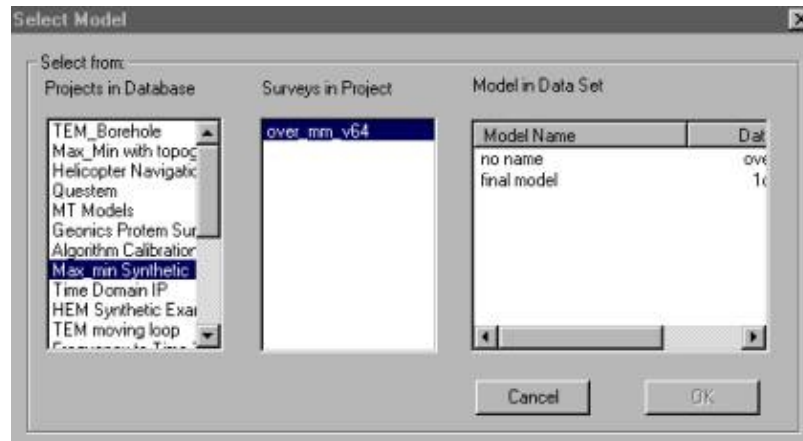 Select Model
Select from:
Projects in Database
Surveys in Project
Model in Data Set
TEM_Borehole
Max_Min with topog
Helicopter Navigatic
Questem
MT Models
Geonics Protem Sur
Algorithm Calibration
Max_min Synthetic
Time Domain IP
HEM Synthetic Exar
TEM moving loop
over_mm_v64
Model Name Dat
no name ove
final model 1c
Cancel
OK